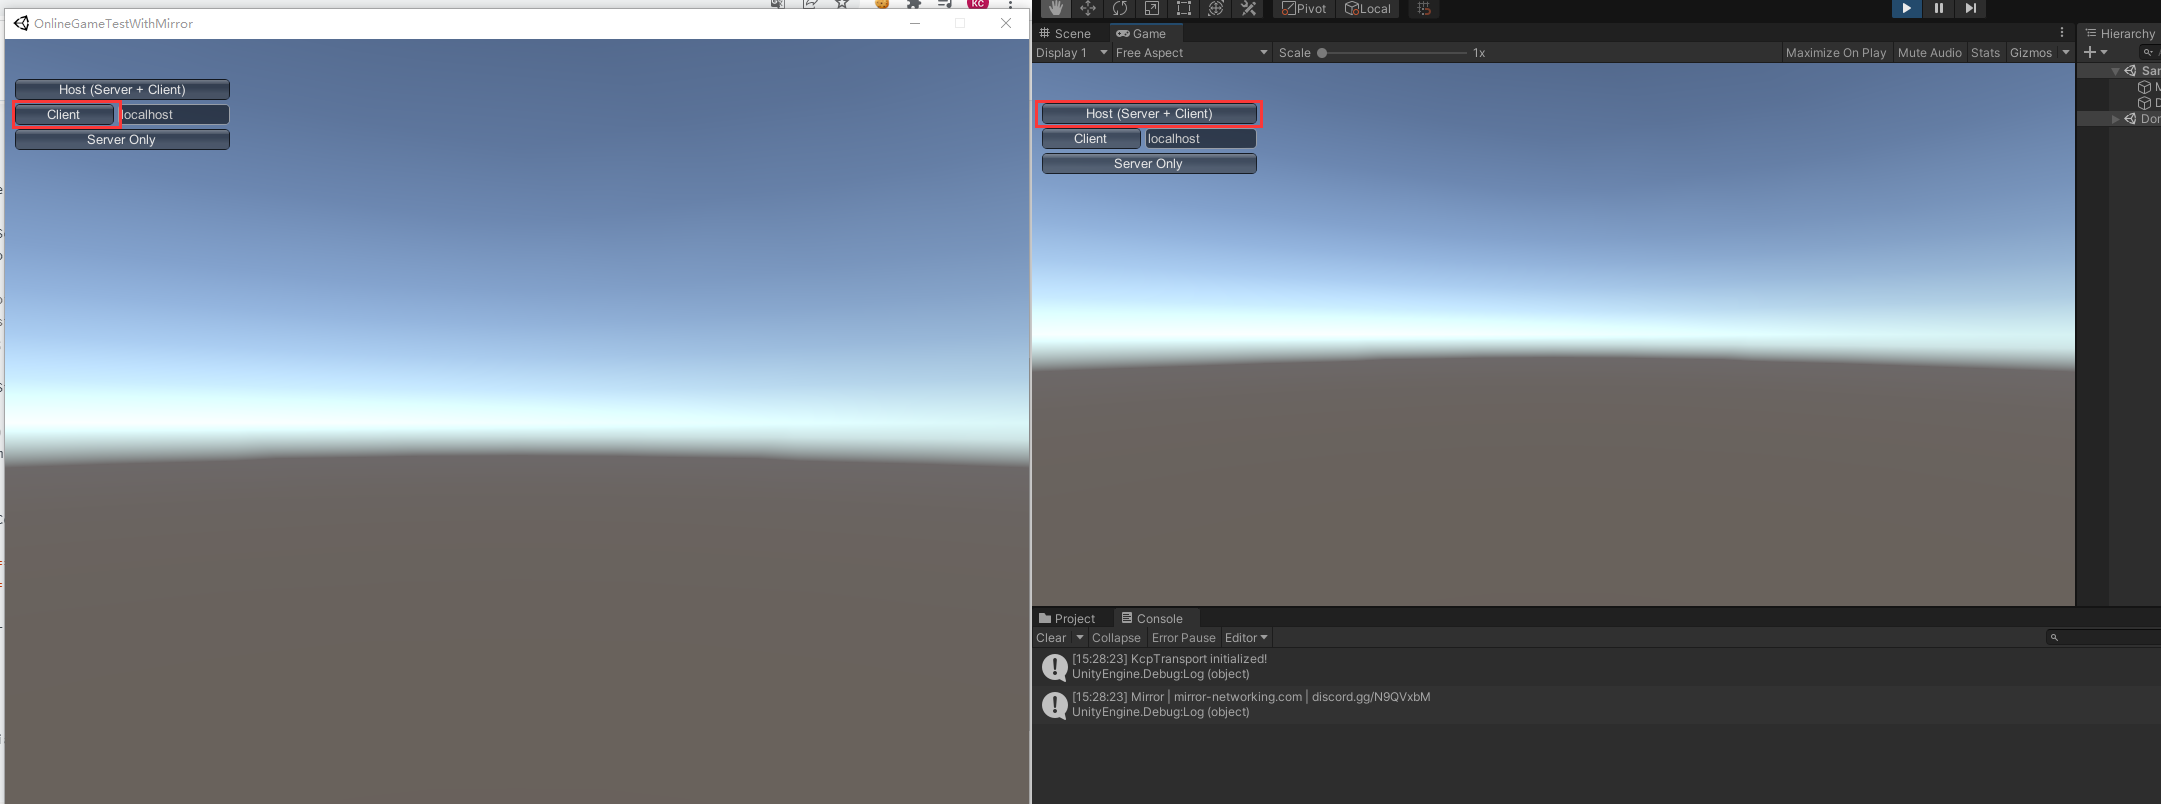 OnlineGameTestWithMirror
Host (Server + Client)
Client
localhost
Server Only
KC
Pivot
Local
Scene
Game
Display 1
Free Aspect
Scale
1x
Maximize On Play
Mute Audio
Stats
Gizmos
Host (Server + Client)
Client
localhost
Server Only
Hierarchy
Project
Console
Clear
Collapse
Error Pause
Editor
[15:28:23] KcpTransport initialized!
UnityEngine.Debug:Log (object)
[15:28:23] Mirror | mirror-networking.com | discord.gg/N9QVxbM
UnityEngine.Debug:Log (object)